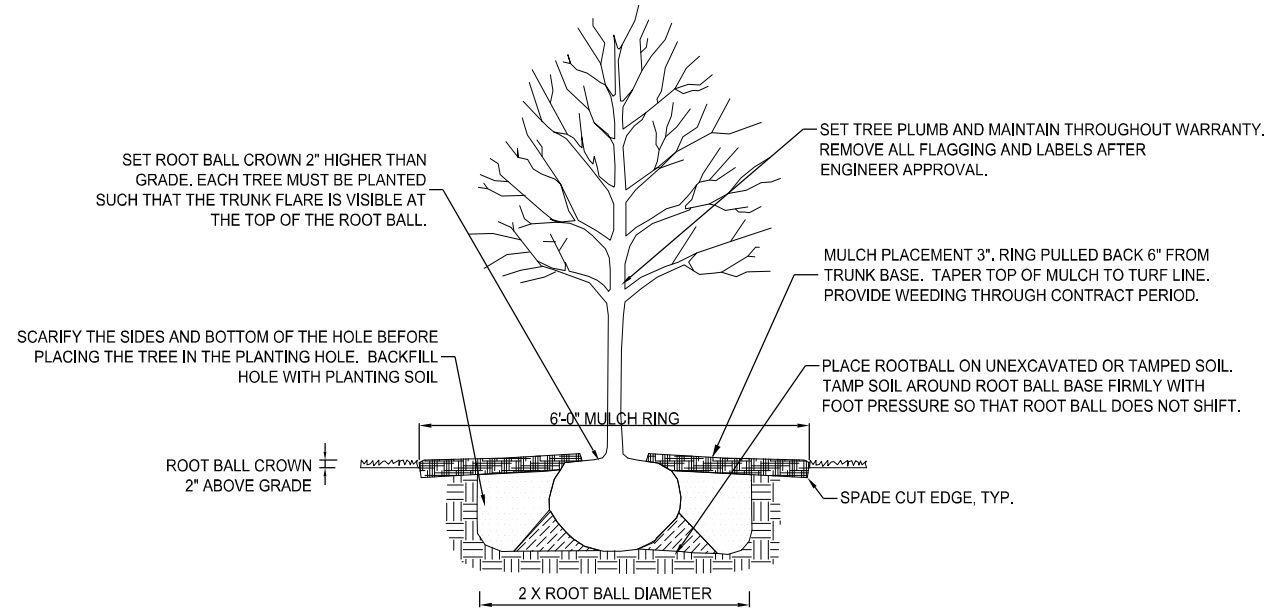 SET ROOT BALL CROWN 2" HIGHER THAN
GRADE. EACH TREE MUST BE PLANTED
SUCH THAT THE TRUNK FLARE IS VISIBLE AT
THE TOP OF THE ROOT BALL.
SET TREE PLUMB AND MAINTAIN THROUGHOUT WARRANTY.
REMOVE ALL FLAGGING AND LABELS AFTER
ENGINEER APPROVAL.
MULCH PLACEMENT 3". RING PULLED BACK 6" FROM
TRUNK BASE. TAPER TOP OF MULCH TO TURF LINE.
PROVIDE WEEDING THROUGH CONTRACT PERIOD.
SCARIFY THE SIDES AND BOTTOM OF THE HOLE BEFORE
PLACING THE TREE IN THE PLANTING HOLE. BACKFILL
HOLE WITH PLANTING SOIL
PLACE ROOTBALL ON UNEXCAVATED OR TAMPED SOIL.
TAMP SOIL AROUND ROOT BALL BASE FIRMLY WITH
FOOT PRESSURE SO THAT ROOT BALL DOES NOT SHIFT.
6'-0" MULCH RING
ROOT BALL CROWN
2" ABOVE GRADE
SPADE CUT EDGE, TYP.
2 X ROOT BALL DIAMETER